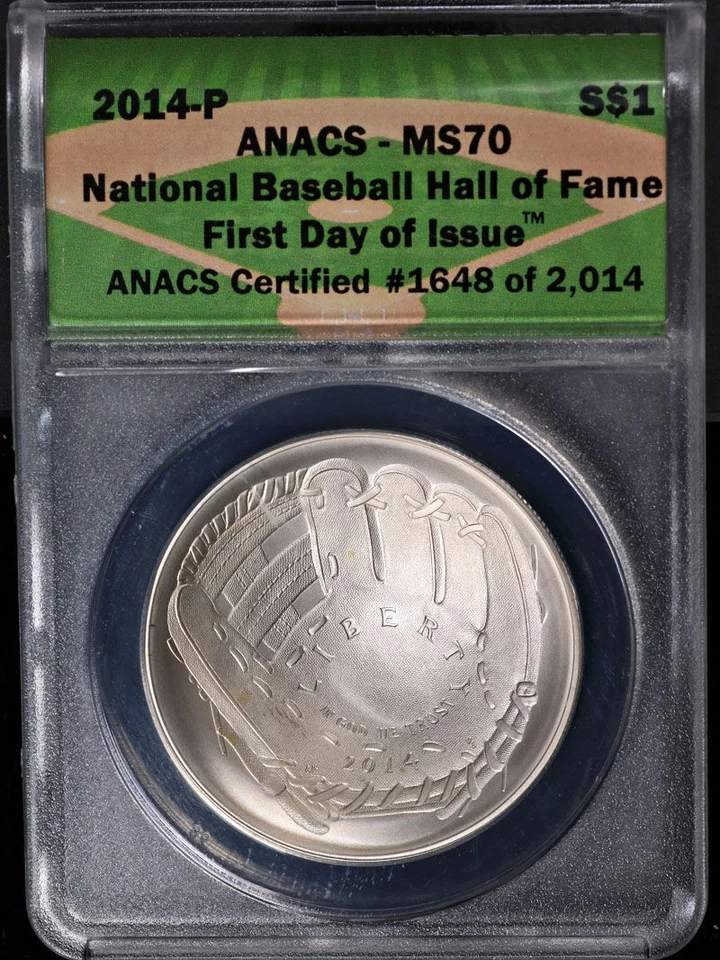 2014-P S$1
ANACS - MS70
National Baseball Hall of Fame
First Day of Issue™
ANACS Certified #1648 of 2,014
LIBERTY
IN GOD WE TRUST
2014
P